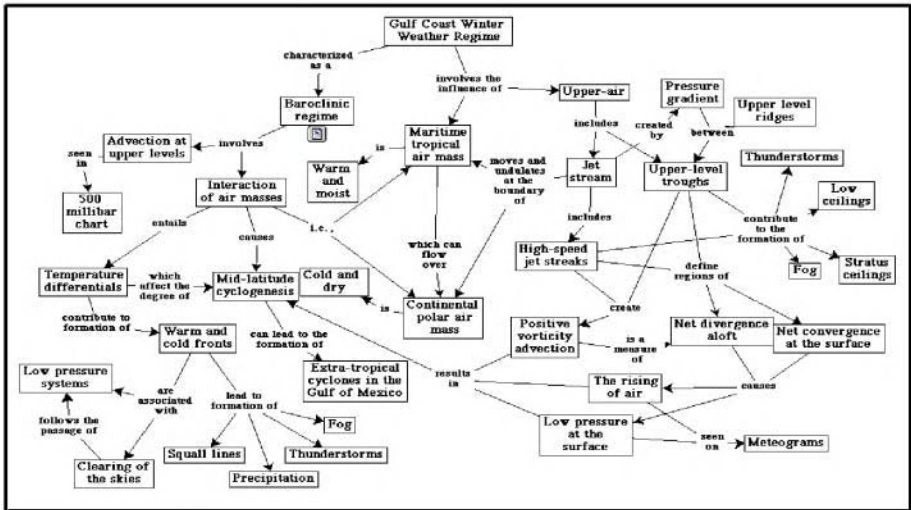 Gulf Coast Winter
Weather Regime
characterized
as a
involves the
influence of
Upper-air
Pressure
gradient
Upper level
ridges
Baroclinic
regime
includes
created
by
between
Advection at
upper levels
involves
Maritime
tropical
air mass
is
Warm
and
moist
moves and
undulates
at the
boundary
of
Jet
stream
Upper-level
troughs
Thunderstorms
seen
in
Interaction
of air masses
500
millibar
chart
Low
ceilings
entails
causes
i.e.,
which can
flow
over
includes
contribute
to the
formation of
High-speed
jet streaks
define
regions of
Fog
Stratus
ceilings
Temperature
differentials
which
affect the
degree of
Mid-latitude
cyclogenesis
Cold and
dry
is
Continental
polar air
mass
create
contribute to
formation of
Warm and
cold fronts
can lead to the
formation of
Positive
vorticity
advection
is a
measure
of
Net divergence
aloft
Net convergence
at the surface
Low pressure
systems
are
associated
with
lead to
formation of
Extra-tropical
cyclones in the
Gulf of Mexico
results
in
The rising
of air
causes
follows the
passage of
Fog
Low pressure
at the
surface
seen
on
Meteograms
Clearing of
the skies
Squall lines
Thunderstorms
Precipitation